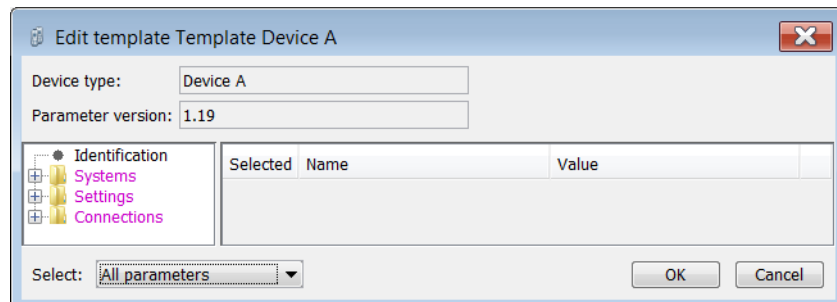 Edit template Template Device A
Device type: Device A
Parameter version: 1.19
Identification
Systems
Settings
Connections
Selected Name Value
Select: All parameters OK Cancel